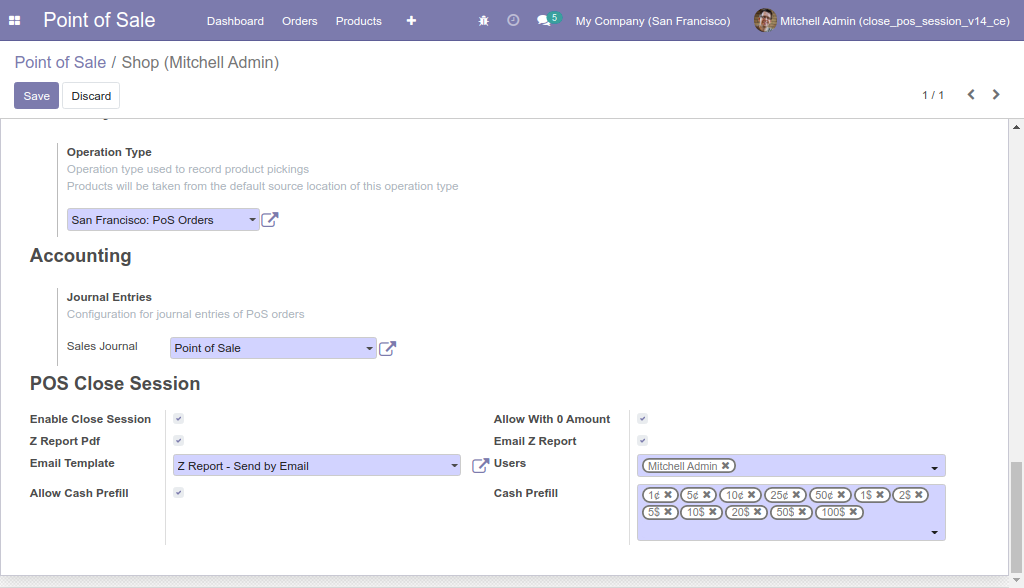 Point of Sale Dashboard Orders Products 5 My Company (San Francisco) Mitchell Admin (close_pos_session_v14_ce)
Point of Sale / Shop (Mitchell Admin)
Save Discard 1 / 1
Operation Type
Operation type used to record product pickings
Products will be taken from the default source location of this operation type
San Francisco: PoS Orders
Accounting
Journal Entries
Configuration for journal entries of PoS orders
Sales Journal Point of Sale
POS Close Session
Enable Close Session Allow With 0 Amount
Z Report Pdf Email Z Report
Email Template Z Report - Send by Email Users Mitchell Admin
Allow Cash Prefill Cash Prefill 1¢ 5¢ 10¢ 25¢ 50¢ 1$ 2$
5$ 10$ 20$ 50$ 100$